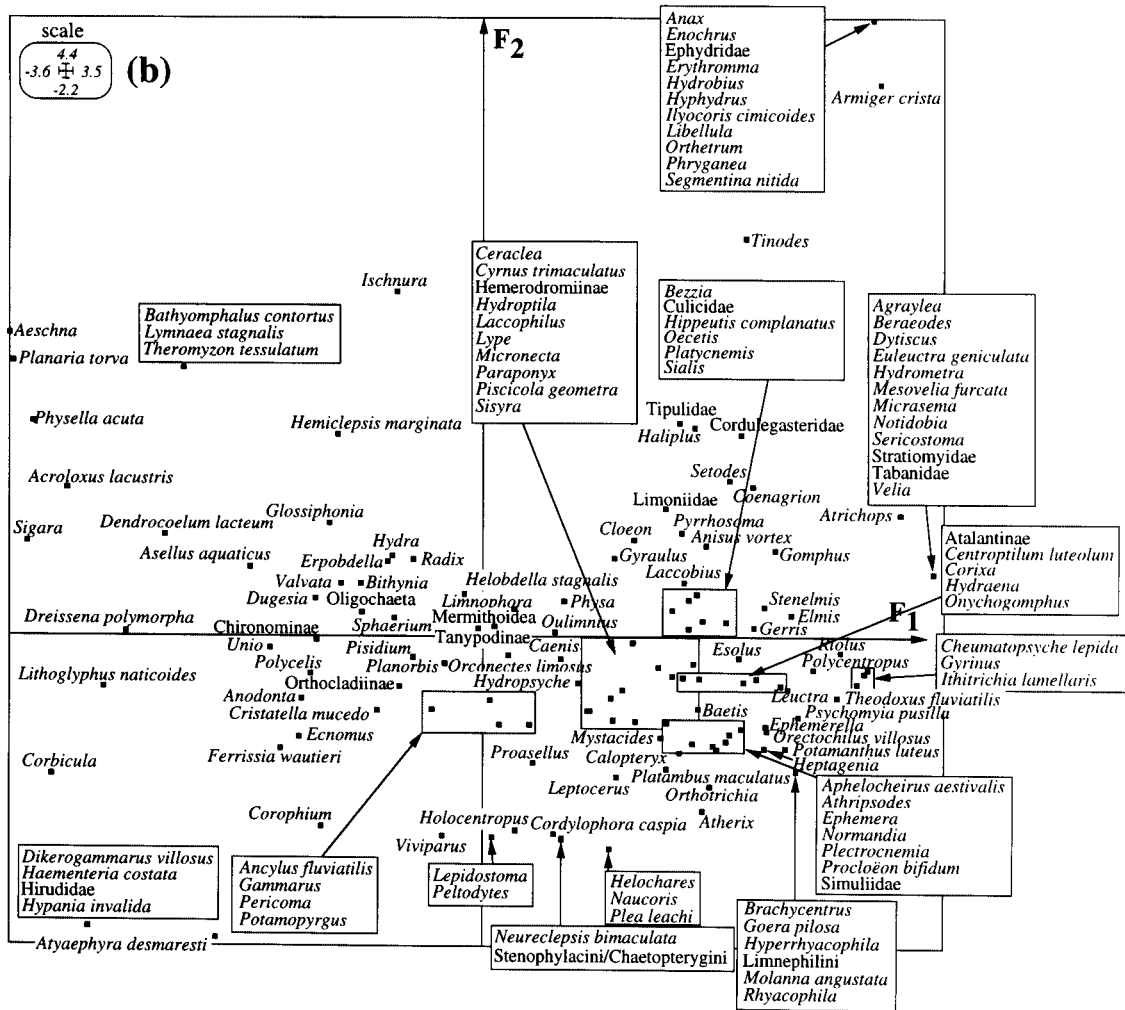 scale
4.4
-3.6 3.5
-2.2
(b)
F2
Anax
Enochrus
Ephydridae
Erythromma
Hydrobius
Hyphydrus
Ilyocoris cimicoides
Libellula
Orthetrum
Phryganea
Segmentina nitida
Armiger crista
Tinodes
Ischnura
Ceraclea
Cyrnus trimaculatus
Hemerodromiinae
Hydroptila
Laccophilus
Lype
Micronecta
Paraponyx
Piscicola geometra
Sisyra
Bezzia
Culicidae
Hippeutis complanatus
Oecetis
Platycnemis
Sialis
Agraylea
Beraeodes
Dytiscus
Euleuctra geniculata
Hydrometra
Mesovelia furcata
Micrasema
Notidobia
Sericostoma
Stratiomyidae
Tabanidae
Velia
Bathyomphalus contortus
Lymnaea stagnalis
Theromyzon tessulatum
Aeschna
Planaria torva
Physella acuta
Hemiclepsis marginata
Tipulidae
Haliplus
Cordulegasteridae
Acroloxus lacustris
Setodes
Coenagrion
Glossiphonia
Limoniidae
Atrichops
Sigara
Dendrocoelum lacteum
Pyrrhosoma
Cloeon
Anisus vortex
Asellus aquaticus
Hydra
Erpobdella
Radix
Gyraulus
Gomphus
Atalantinae
Centroptilum luteolum
Corixa
Hydraena
Onychogompus
Valvata
Bithynia
Helobdella stagnalis
Laccobius
Dugesia
Oligochaeta
Limnophora
Physa
Stenelmis
Dreissena polymorpha
Sphaerium
Mermithoidea
Oulimntus
Elmis
F1
Chironominae
Tanypodinae
Gerris
Unio
Pisidium
Caenis
Esolus
Riolus
Cheumatopsyche lepida
Gyrinus
Ithitrichia lamellaris
Polycelis
Planorbis
Orconectes limosus
Polycentropus
Lithoglyphus naticoides
Orthocladiinae
Hydropsyche
Leuctra
Theodoxus fluviatilis
Anodonta
Cristatella mucedo
Baetis
Psychomyia pusilla
Ephemerella
Ecnomus
Mystacides
Orectochilus villosus
Ferrissia wautieri
Proasellus
Calopteryx
Potamanthus luteus
Corbicula
Platambus maculatus
Heptagenia
Leptocerus
Orthotrichia
Aphelocheirus aestivalis
Athripsodes
Ephemera
Normandia
Plectrocnemia
Procloëon bifidum
Simuliidae
Corophium
Holocentropus
Cordylophora caspia
Atherix
Viviparus
Dikerogammarus villosus
Haementeria costata
Hirudidae
Hypania invalida
Ancylus fluviatilis
Gammarus
Pericoma
Potamopyrgus
Lepidostoma
Peltodytes
Helochares
Naucoris
Plea leachi
Brachycentrus
Goera pilosa
Hyperrhyacophila
Limnephilini
Molanna angustata
Rhyacophila
Atyaephyra desmaresti
Neureclepsis bimaculata
Stenophylacini/Chaetopterygini